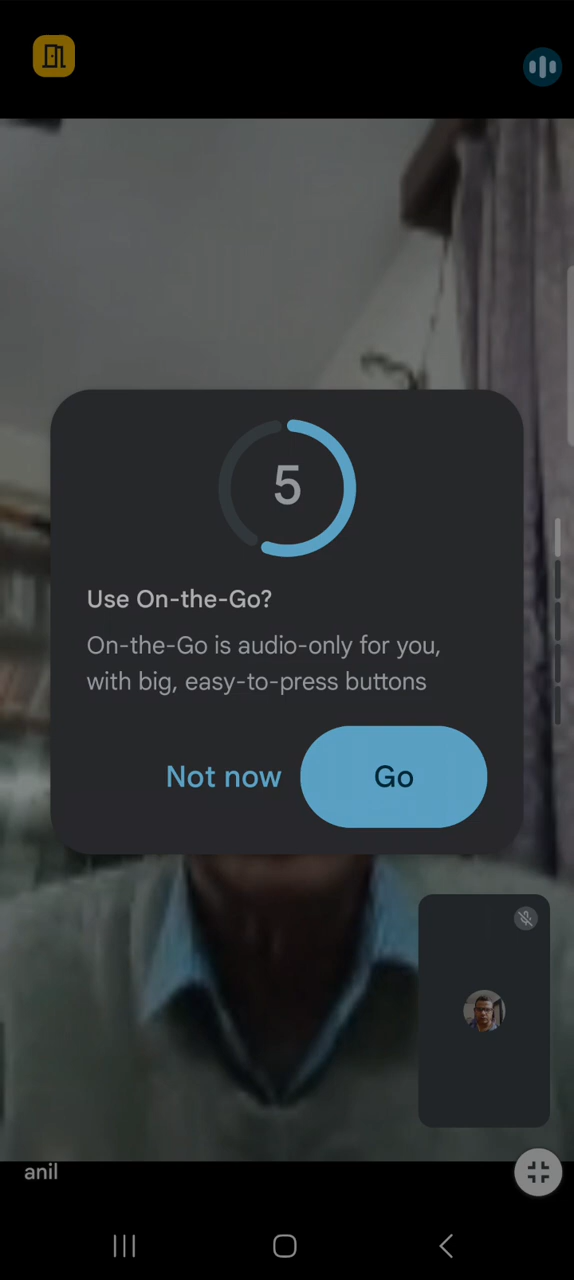 5
Use On-the-Go?
On-the-Go is audio-only for you,
with big, easy-to-press buttons
Not now
Go
anil